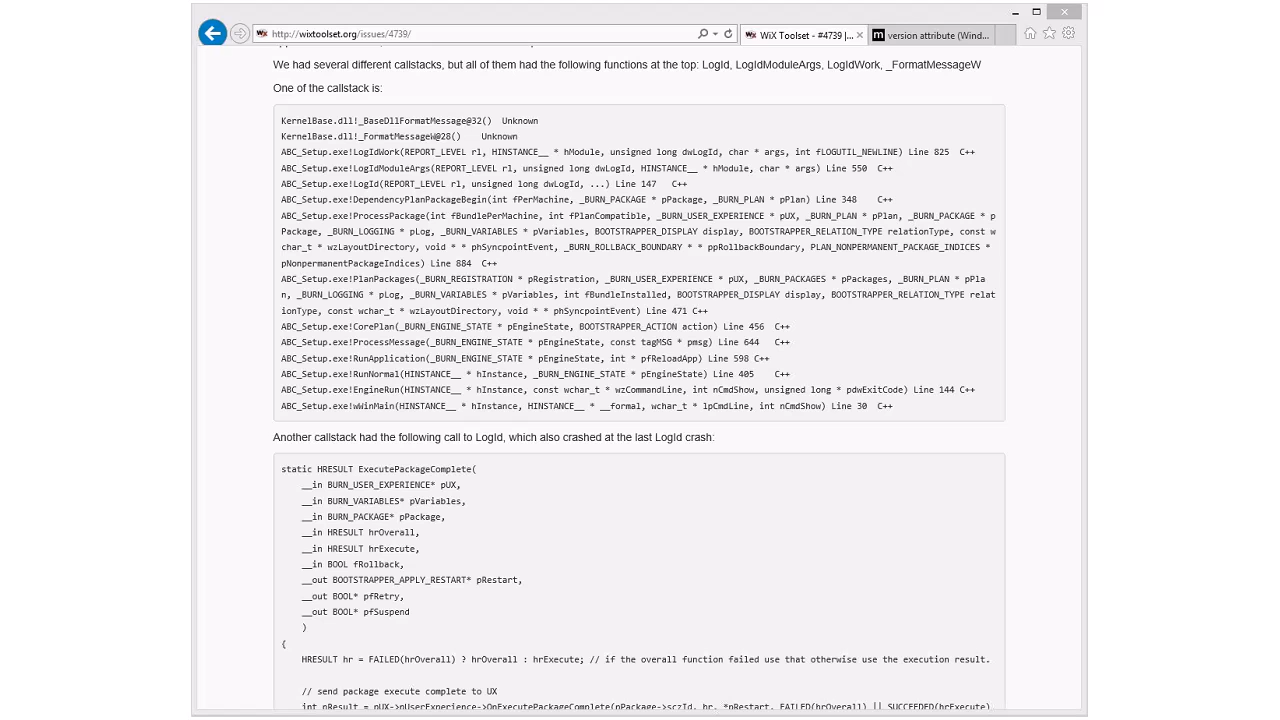 http://wixtoolset.org/issues/4739/
WiX Toolset - #4739 |...
version attribute (Wind...
We had several different callstacks, but all of them had the following functions at the top: LogId, LogIdModuleArgs, LogIdWork, _FormatMessageW
One of the callstack is:
KernelBase.dll!_BaseDllFormatMessage@32() Unknown
KernelBase.dll!_FormatMessageW@28() Unknown
ABC_Setup.exe!LogIdWork(REPORT_LEVEL rl, HINSTANCE__ * hModule, unsigned long dwLogId, char * args, int fLOGUTIL_NEWLINE) Line 825 C++
ABC_Setup.exe!LogIdModuleArgs(REPORT_LEVEL rl, unsigned long dwLogId, HINSTANCE__ * hModule, char * args) Line 550 C++
ABC_Setup.exe!LogId(REPORT_LEVEL rl, unsigned long dwLogId, ...) Line 147 C++
ABC_Setup.exe!DependencyPlanPackageBegin(int fPerMachine, _BURN_PACKAGE * pPackage, _BURN_PLAN * pPlan) Line 348 C++
ABC_Setup.exe!ProcessPackage(int fBundlePerMachine, int fPlanCompatible, _BURN_USER_EXPERIENCE * pUX, _BURN_PLAN * pPlan, _BURN_PACKAGE * p
Package, _BURN_LOGGING * pLog, _BURN_VARIABLES * pVariables, BOOTSTRAPPER_DISPLAY display, BOOTSTRAPPER_RELATION_TYPE relationType, const w
char_t * wzLayoutDirectory, void * * phSyncpointEvent, _BURN_ROLLBACK_BOUNDARY * * ppRollbackBoundary, PLAN_NONPERMANENT_PACKAGE_INDICES *
pNonpermanentPackageIndices) Line 884 C++
ABC_Setup.exe!PlanPackages(_BURN_REGISTRATION * pRegistration, _BURN_USER_EXPERIENCE * pUX, _BURN_PACKAGES * pPackages, _BURN_PLAN * pPla
n, _BURN_LOGGING * pLog, _BURN_VARIABLES * pVariables, int fBundleInstalled, BOOTSTRAPPER_DISPLAY display, BOOTSTRAPPER_RELATION_TYPE relat
ionType, const wchar_t * wzLayoutDirectory, void * * phSyncpointEvent) Line 471 C++
ABC_Setup.exe!CorePlan(_BURN_ENGINE_STATE * pEngineState, BOOTSTRAPPER_ACTION action) Line 456 C++
ABC_Setup.exe!ProcessMessage(_BURN_ENGINE_STATE * pEngineState, const tagMSG * pmsg) Line 644 C++
ABC_Setup.exe!RunApplication(_BURN_ENGINE_STATE * pEngineState, int * pfReloadApp) Line 598 C++
ABC_Setup.exe!RunNormal(HINSTANCE__ * hInstance, _BURN_ENGINE_STATE * pEngineState) Line 405 C++
ABC_Setup.exe!EngineRun(HINSTANCE__ * hInstance, const wchar_t * wzCommandLine, int nCmdShow, unsigned long * pdwExitCode) Line 144 C++
ABC_Setup.exe!wWinMain(HINSTANCE__ * hInstance, HINSTANCE__ * __formal, wchar_t * lpCmdLine, int nCmdShow) Line 30 C++
Another callstack had the following call to LogId, which also crashed at the last LogId crash:
static HRESULT ExecutePackageComplete(
__in BURN_USER_EXPERIENCE* pUX,
__in BURN_VARIABLES* pVariables,
__in BURN_PACKAGE* pPackage,
__in HRESULT hrOverall,
__in HRESULT hrExecute,
__in BOOL fRollback,
__out BOOTSTRAPPER_APPLY_RESTART* pRestart,
__out BOOL* pfRetry,
__out BOOL* pfSuspend
)
{
HRESULT hr = FAILED(hrOverall) ? hrOverall : hrExecute; // if the overall function failed use that otherwise use the execution result.
// send package execute complete to UX
int nResult = pUX->pUserExperience->OnExecutePackageComplete(pPackage->sczId, hr, *pRestart, FAILED(hrOverall) || SUCCEEDED(hrExecute)